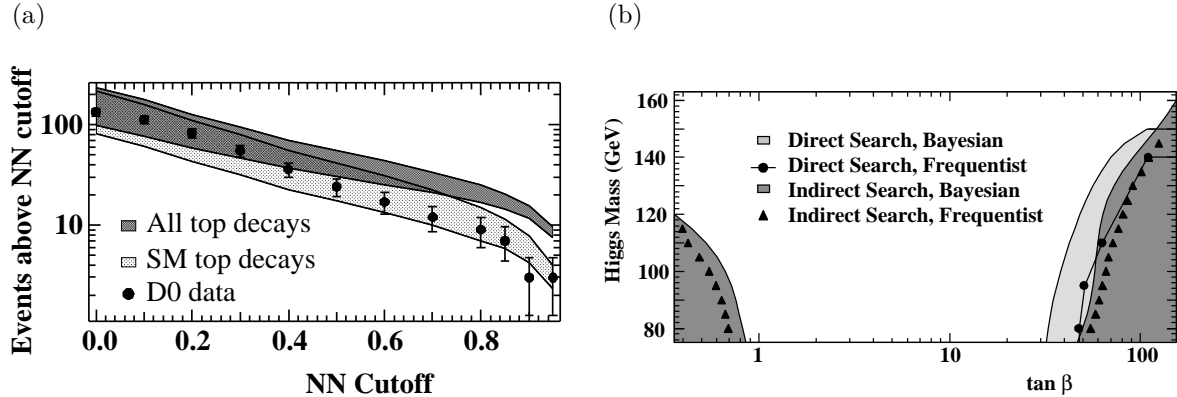 (a)
(b)
Events above NN cutoff
100
10
0.0
0.2
0.4
0.6
0.8
NN Cutoff
All top decays
SM top decays
D0 data
Higgs Mass (GeV)
160
140
120
100
80
1
10
100
tan β
Direct Search, Bayesian
Direct Search, Frequentist
Indirect Search, Bayesian
Indirect Search, Frequentist